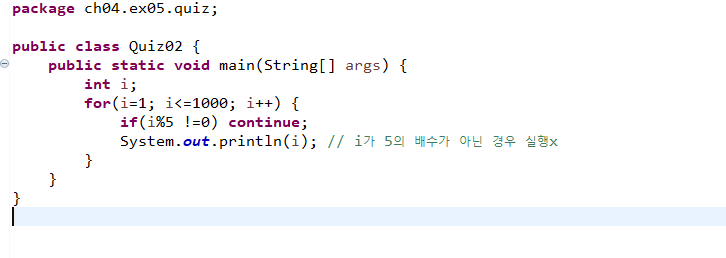 package ch04.ex05.quiz;
public class Quiz02 {
public static void main(String[] args) {
int i;
for(i=1; i<=1000; i++) {
if(i%5 !=0) continue;
System.out.println(i); // i가 5의 배수가 아닌 경우 실행x
}
}
}